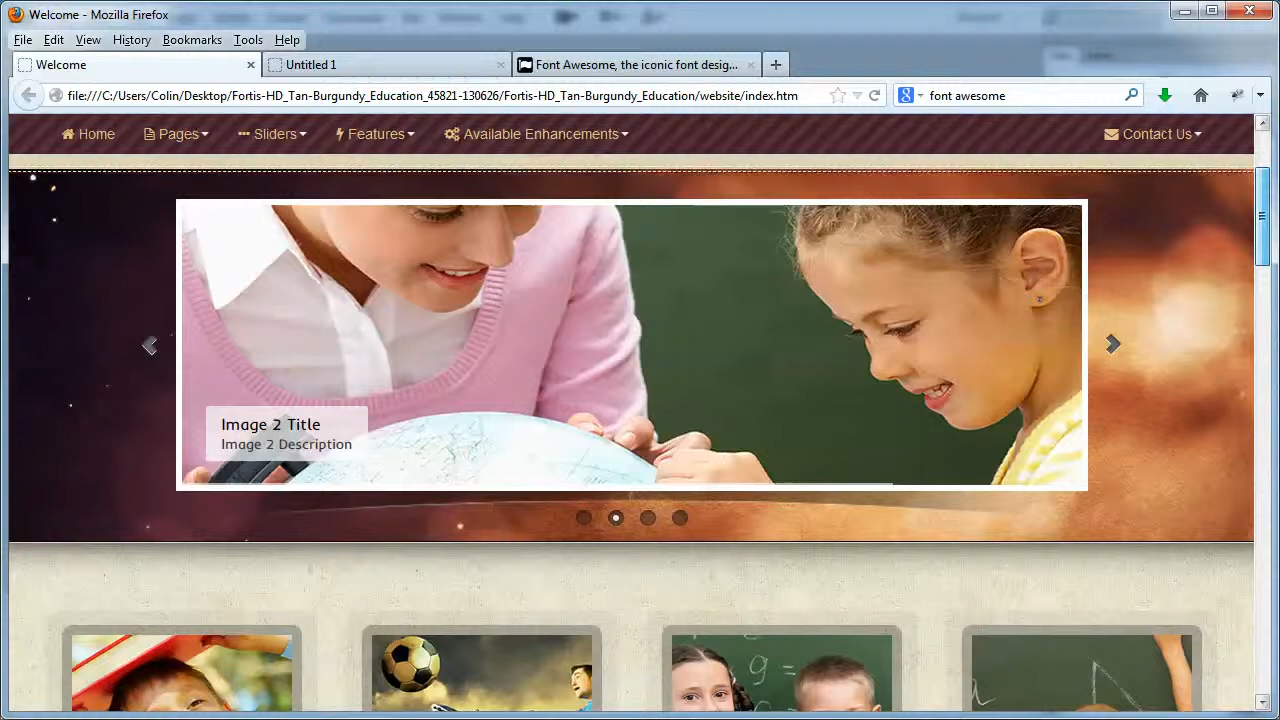 Welcome - Mozilla Firefox
File Edit View History Bookmarks Tools Help
Welcome Untitled 1 Font Awesome, the iconic font desig...
file:///C:/Users/Colin/Desktop/Fortis-HD_Tan-Burgundy_Education_45821-130626/Fortis-HD_Tan-Burgundy_Education/website/index.htm font awesome
Home Pages Sliders Features Available Enhancements Contact Us
Image 2 Title
Image 2 Description
g =